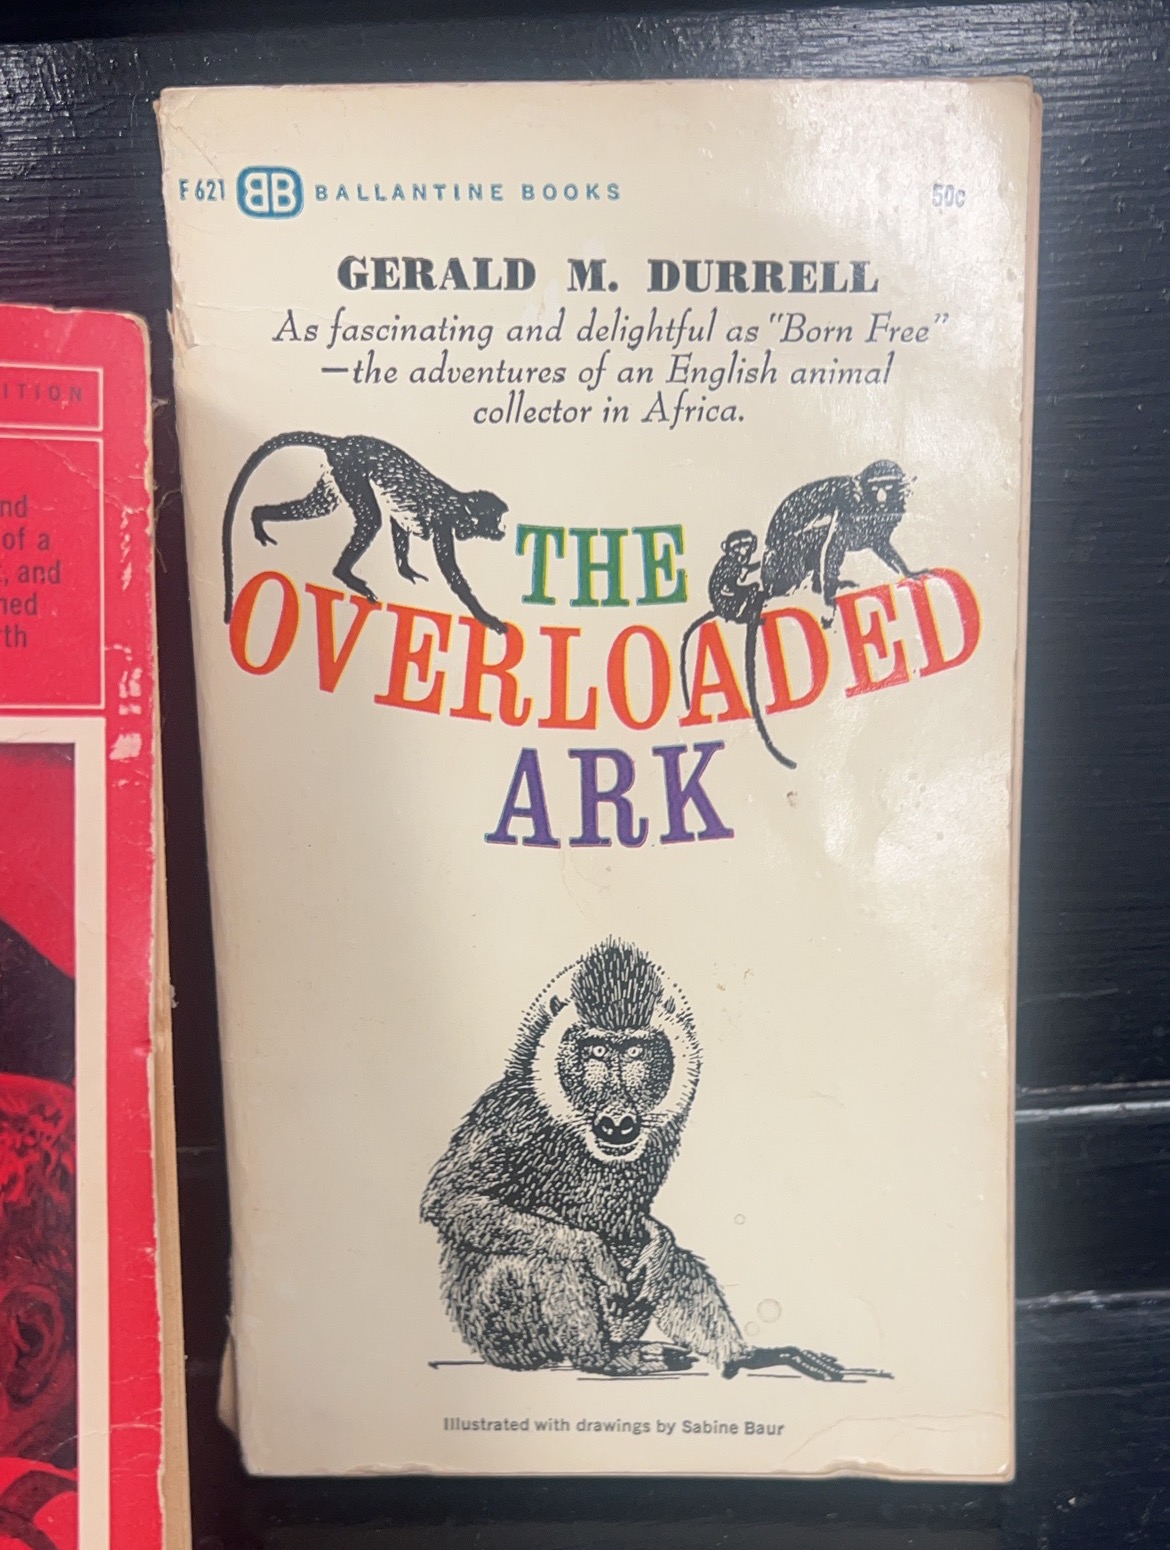 F 621 BB BALLANTINE BOOKS 50c
GERALD M. DURRELL
As fascinating and delightful as "Born Free"
—the adventures of an English animal
collector in Africa.
THE
OVERLOADED
ARK
Illustrated with drawings by Sabine Baur
ITION
nd
of a
, and
ned
th